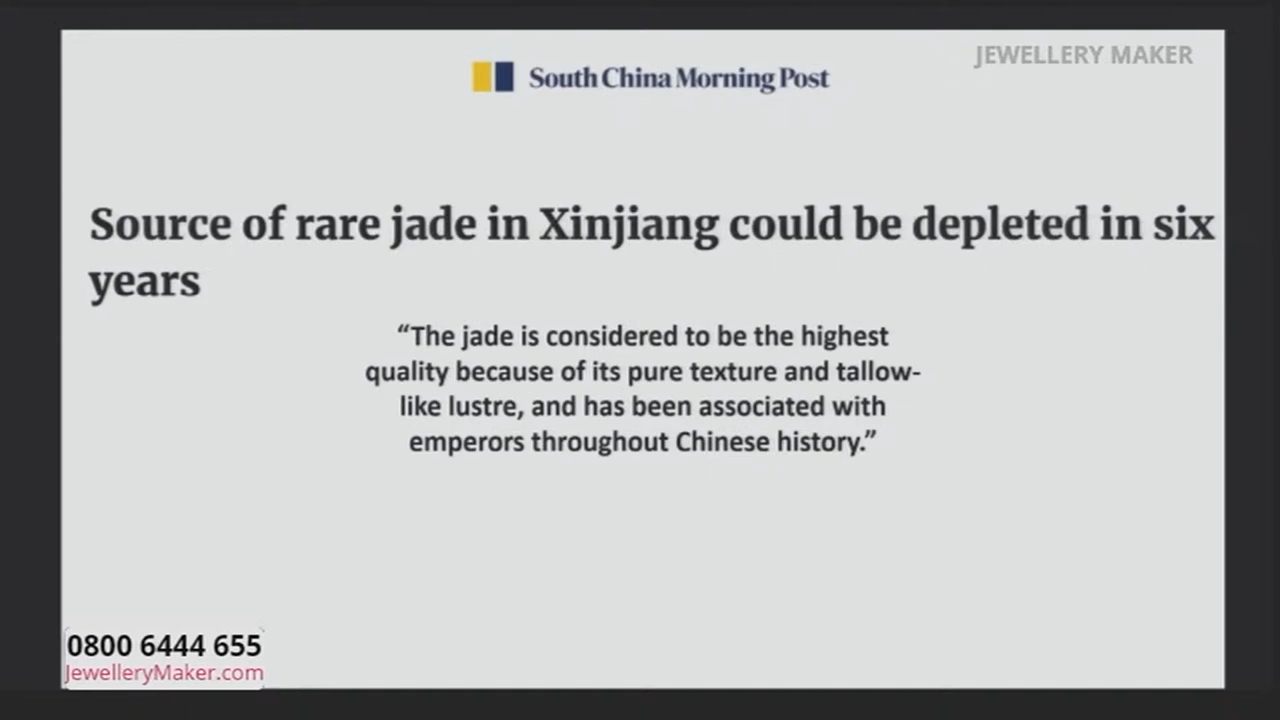 JEWELLERY MAKER
South China Morning Post
Source of rare jade in Xinjiang could be depleted in six
years
“The jade is considered to be the highest
quality because of its pure texture and tallow-
like lustre, and has been associated with
emperors throughout Chinese history.”
0800 6444 655
JewelleryMaker.com